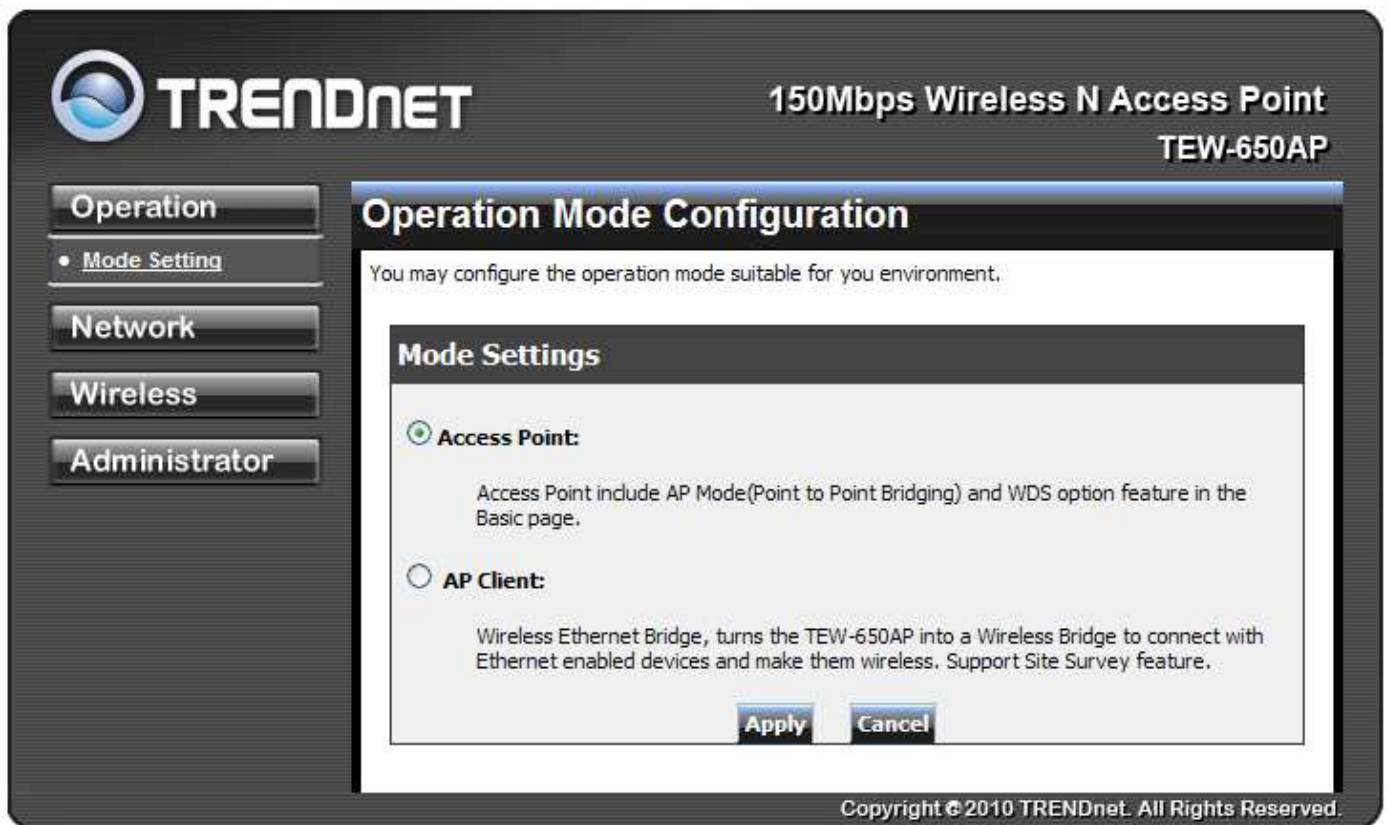 TRENDNET
150Mbps Wireless N Access Point
TEW-650AP
Operation
Mode Setting
Network
Wireless
Administrator
Operation Mode Configuration
You may configure the operation mode suitable for you environment.
Mode Settings
Access Point:
Access Point include AP Mode(Point to Point Bridging) and WDS option feature in the
Basic page.
AP Client:
Wireless Ethernet Bridge, turns the TEW-650AP into a Wireless Bridge to connect with
Ethernet enabled devices and make them wireless. Support Site Survey feature.
Apply Cancel
Copyright © 2010 TRENDnet. All Rights Reserved.